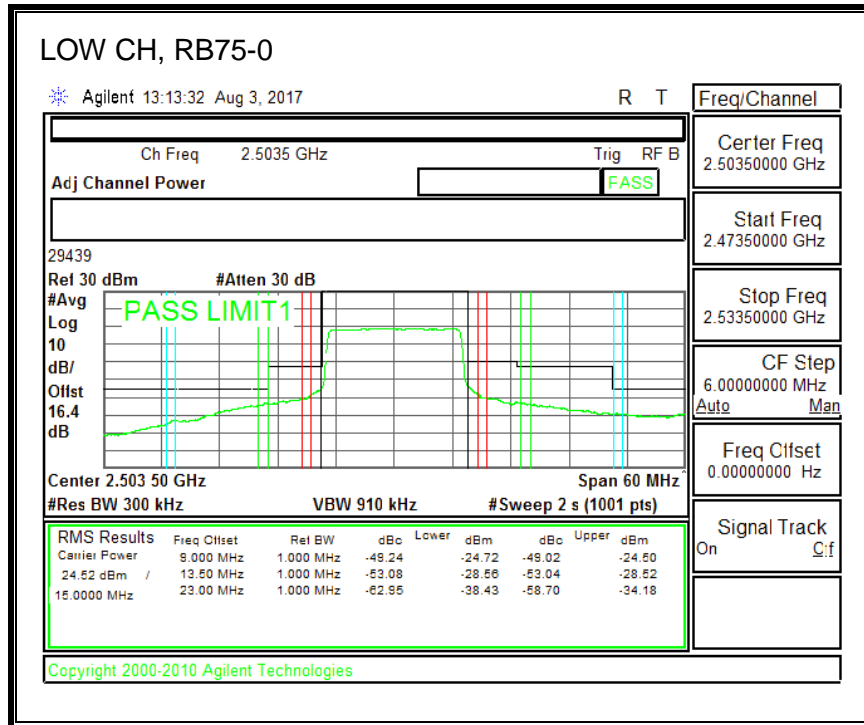 LOW CH, RB75-0
Agilent 13:13:32 Aug 3, 2017 R T
Freq/Channel
Ch Freq 2.5035 GHz Trig RF B
Adj Channel Power PASS
Center Freq
2.50350000 GHz
Start Freq
2.47350000 GHz
Stop Freq
2.53350000 GHz
CF Step
6.00000000 MHz
Auto Man
Freq Offset
0.00000000 Hz
Signal Track
On Off
29439
Ref 30 dBm #Atten 30 dB
#Avg
Log
10
dB/
Offst
16.4
dB
PASS LIMIT1
Center 2.503 50 GHz Span 60 MHz
#Res BW 300 kHz VBW 910 kHz #Sweep 2 s (1001 pts)
RMS Results Freq Offset Ref BW dBc Lower dBm dBc Upper dBm
Carrier Power 9.000 MHz 1.000 MHz -49.24 -24.72 -49.02 -24.50
24.52 dBm / 13.50 MHz 1.000 MHz -53.08 -28.56 -53.04 -28.52
15.0000 MHz 23.00 MHz 1.000 MHz -62.95 -38.43 -58.70 -34.18
Copyright 2000-2010 Agilent Technologies